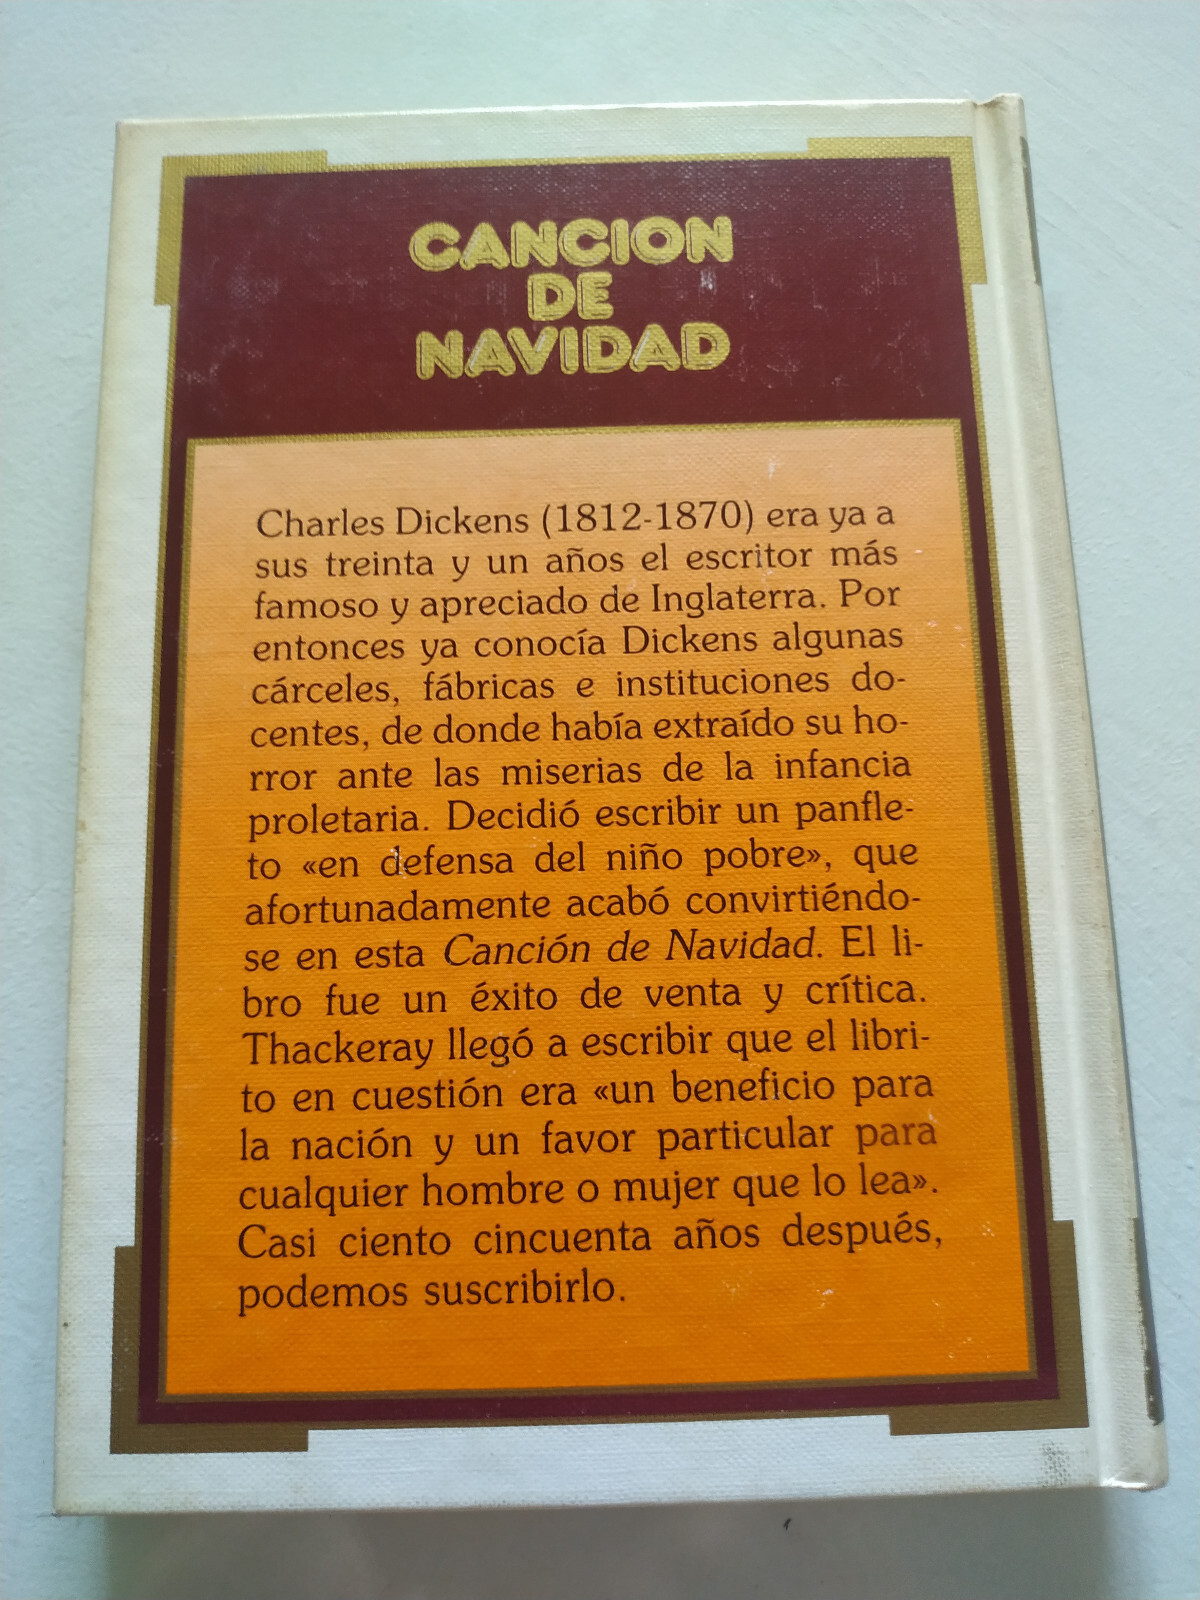 CANCION
DE
NAVIDAD
Charles Dickens (1812-1870) era ya a
sus treinta y un años el escritor más
famoso y apreciado de Inglaterra. Por
entonces ya conocía Dickens algunas
cárceles, fábricas e instituciones do-
centes, de donde había extraído su ho-
rror ante las miserias de la infancia
proletaria. Decidió escribir un panfle-
to «en defensa del niño pobre», que
afortunadamente acabó convirtiéndo-
se en esta Canción de Navidad. El li-
bro fue un éxito de venta y crítica.
Thackeray llegó a escribir que el libri-
to en cuestión era «un beneficio para
la nación y un favor particular para
cualquier hombre o mujer que lo lea».
Casi ciento cincuenta años después,
podemos suscribirlo.